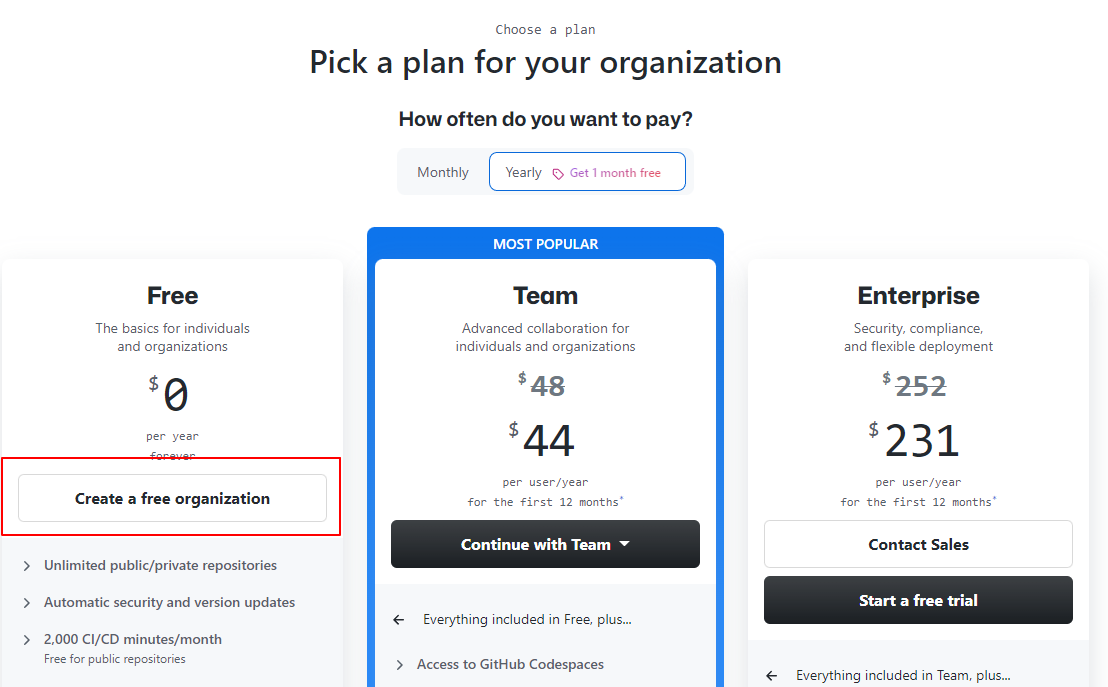 Choose a plan
Pick a plan for your organization
How often do you want to pay?
Monthly
Yearly Get 1 month free
Free
The basics for individuals
and organizations
$0
per year
forever
Create a free organization
Unlimited public/private repositories
Automatic security and version updates
2,000 CI/CD minutes/month
Free for public repositories
MOST POPULAR
Team
Advanced collaboration for
individuals and organizations
$48
$44
per user/year
for the first 12 months*
Continue with Team
Everything included in Free, plus...
Access to GitHub Codespaces
Enterprise
Security, compliance,
and flexible deployment
$252
$231
per user/year
for the first 12 months*
Contact Sales
Start a free trial
Everything included in Team, plus...